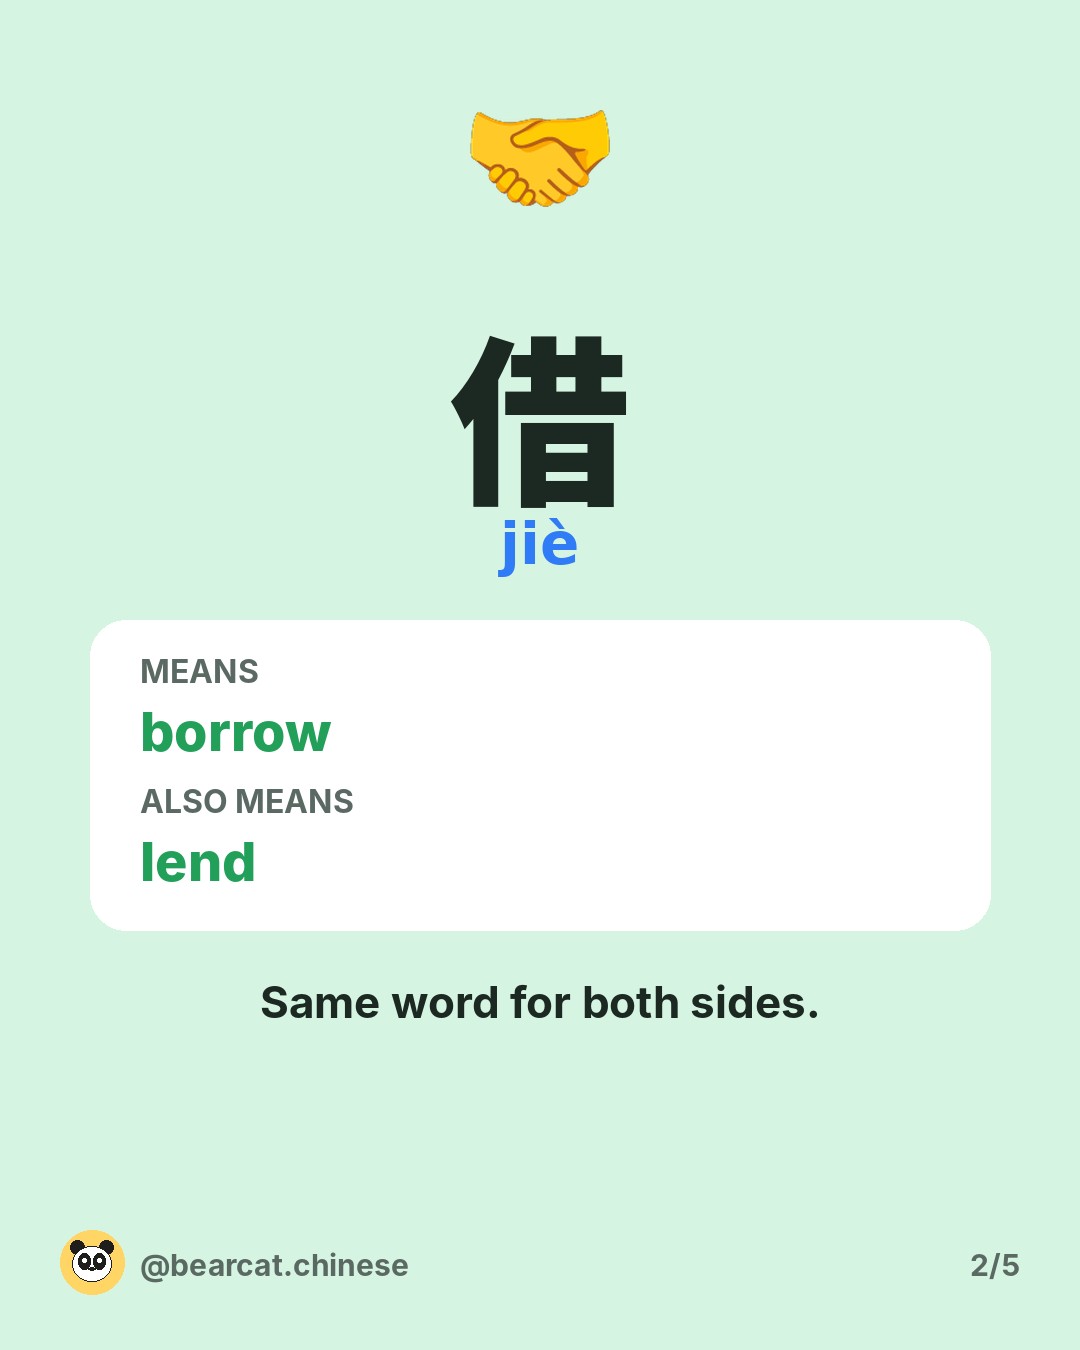 借
jiè
MEANS
borrow
ALSO MEANS
lend
Same word for both sides.
@bearcat.chinese
2/5